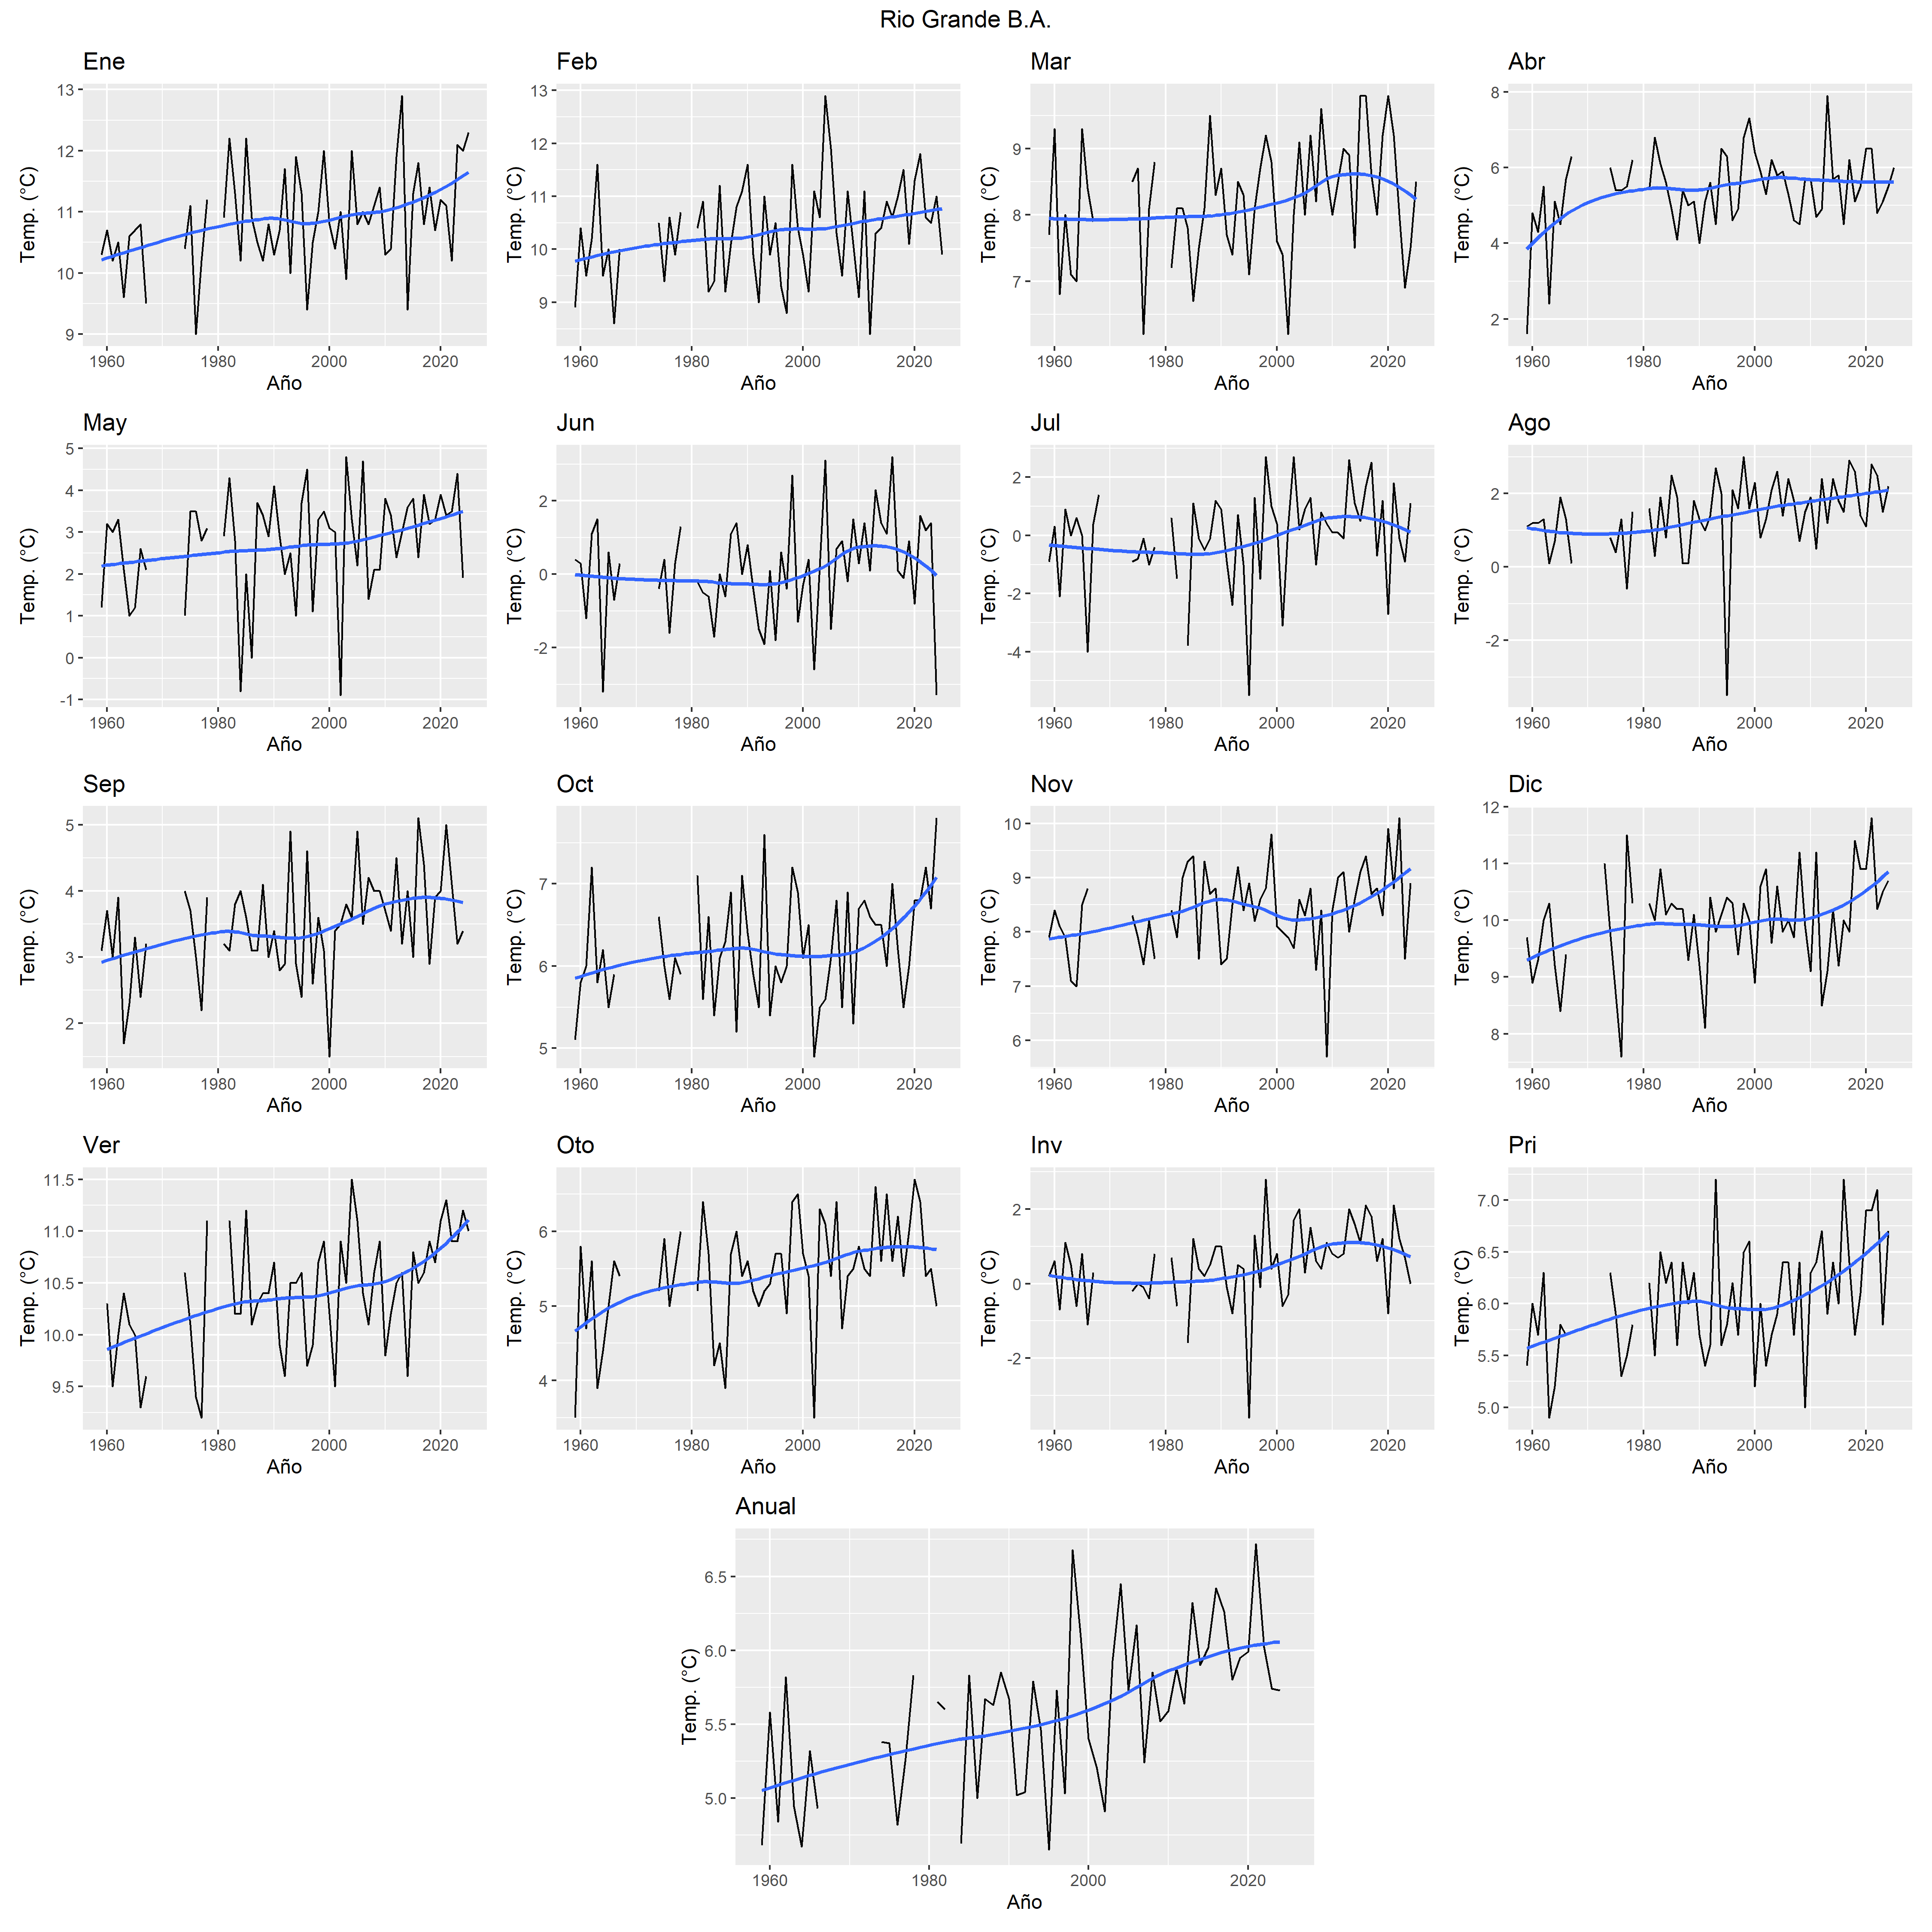 Rio Grande B.A.
Ene Feb Mar Abr
13 12 11 10 9
Temp. (°C)
1960 1980 2000 2020
Año
13 12 11 10 9
Temp. (°C)
1960 1980 2000 2020
Año
9 8 7
Temp. (°C)
1960 1980 2000 2020
Año
8 6 4 2
Temp. (°C)
1960 1980 2000 2020
Año
May Jun Jul Ago
5 4 3 2 1 0 -1
Temp. (°C)
1960 1980 2000 2020
Año
2 0 -2
Temp. (°C)
1960 1980 2000 2020
Año
2 0 -2 -4
Temp. (°C)
1960 1980 2000 2020
Año
2 0 -2
Temp. (°C)
1960 1980 2000 2020
Año
Sep Oct Nov Dic
5 4 3 2
Temp. (°C)
1960 1980 2000 2020
Año
7 6 5
Temp. (°C)
1960 1980 2000 2020
Año
10 9 8 7 6
Temp. (°C)
1960 1980 2000 2020
Año
12 11 10 9 8
Temp. (°C)
1960 1980 2000 2020
Año
Ver Oto Inv Pri
11.5 11.0 10.5 10.0 9.5
Temp. (°C)
1960 1980 2000 2020
Año
6 5 4
Temp. (°C)
1960 1980 2000 2020
Año
2 0 -2
Temp. (°C)
1960 1980 2000 2020
Año
7.0 6.5 6.0 5.5 5.0
Temp. (°C)
1960 1980 2000 2020
Año
Anual
6.5 6.0 5.5 5.0
Temp. (°C)
1960 1980 2000 2020
Año